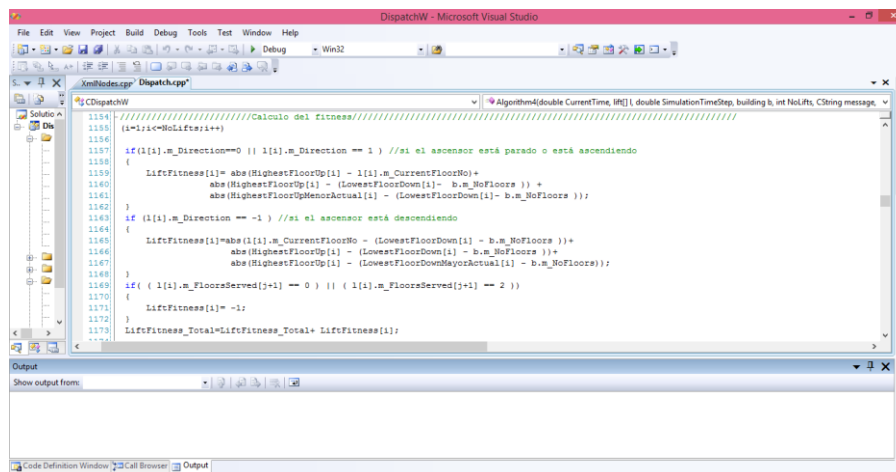 DispatchW - Microsoft Visual Studio
File Edit View Project Build Debug Tools Test Window Help
Debug Win32
S..
XmlNodes.cpp Dispatch.cpp*
CDispatchW
Algorithm4(double CurrentTime, lift[] l, double SimulationTimeStep, building b, int NoLifts, CString message,
Solutio
Dis
1154 /////////////////////////Calculo del fitness/////////////////////////////////////////////////////////////////////////
1155 (i=1;i<=NoLifts;i++)
1156
1157 if(l[i].m_Direction==0 || l[i].m_Direction == 1 ) //si el ascensor está parado o está ascendiendo
1158 {
1159 LiftFitness[i]= abs(HighestFloorUp[i] - l[i].m_CurrentFloorNo)+
1160 abs(HighestFloorUp[i] - (LowestFloorDown[i]- b.m_NoFloors )) +
1161 abs(HighestFloorUpMenorActual[i] - (LowestFloorDown[i]- b.m_NoFloors ));
1162 }
1163 if (l[i].m_Direction == -1 ) //si el ascensor está descendiendo
1164 {
1165 LiftFitness[i]=abs(l[i].m_CurrentFloorNo - (LowestFloorDown[i] - b.m_NoFloors ))+
1166 abs(HighestFloorUp[i] - (LowestFloorDown[i] - b.m_NoFloors ))+
1167 abs(HighestFloorUp[i] - (LowestFloorDownMayorActual[i] - b.m_NoFloors));
1168 }
1169 if( ( l[i].m_FloorsServed[j+1] == 0 ) || ( l[i].m_FloorsServed[j+1] == 2 ))
1170 {
1171 LiftFitness[i]= -1;
1172 }
1173 LiftFitness_Total=LiftFitness_Total+ LiftFitness[i];
Output
Show output from:
Code Definition Window Call Browser Output